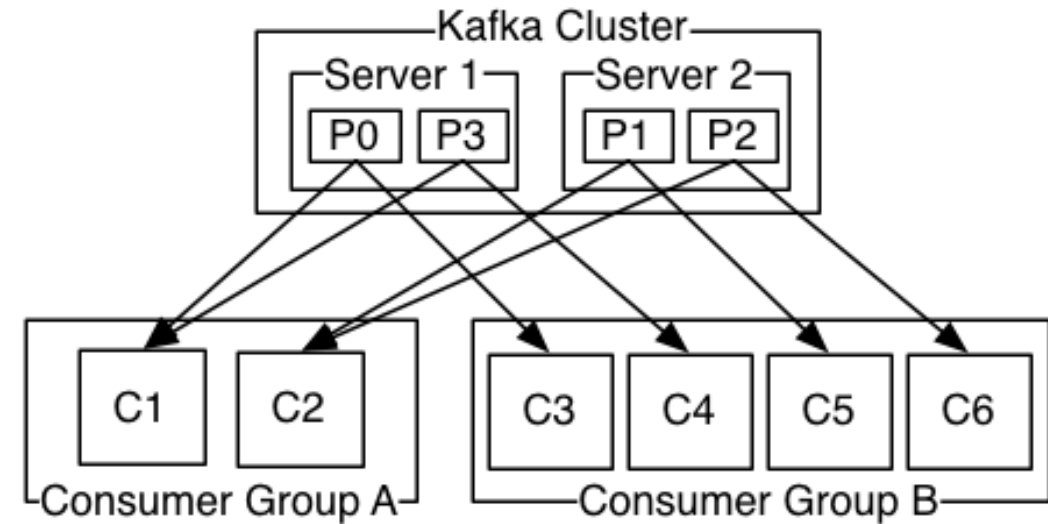 Kafka Cluster
Server 1 Server 2
P0 P3 P1 P2
C1 C2 C3 C4 C5 C6
Consumer Group A Consumer Group B